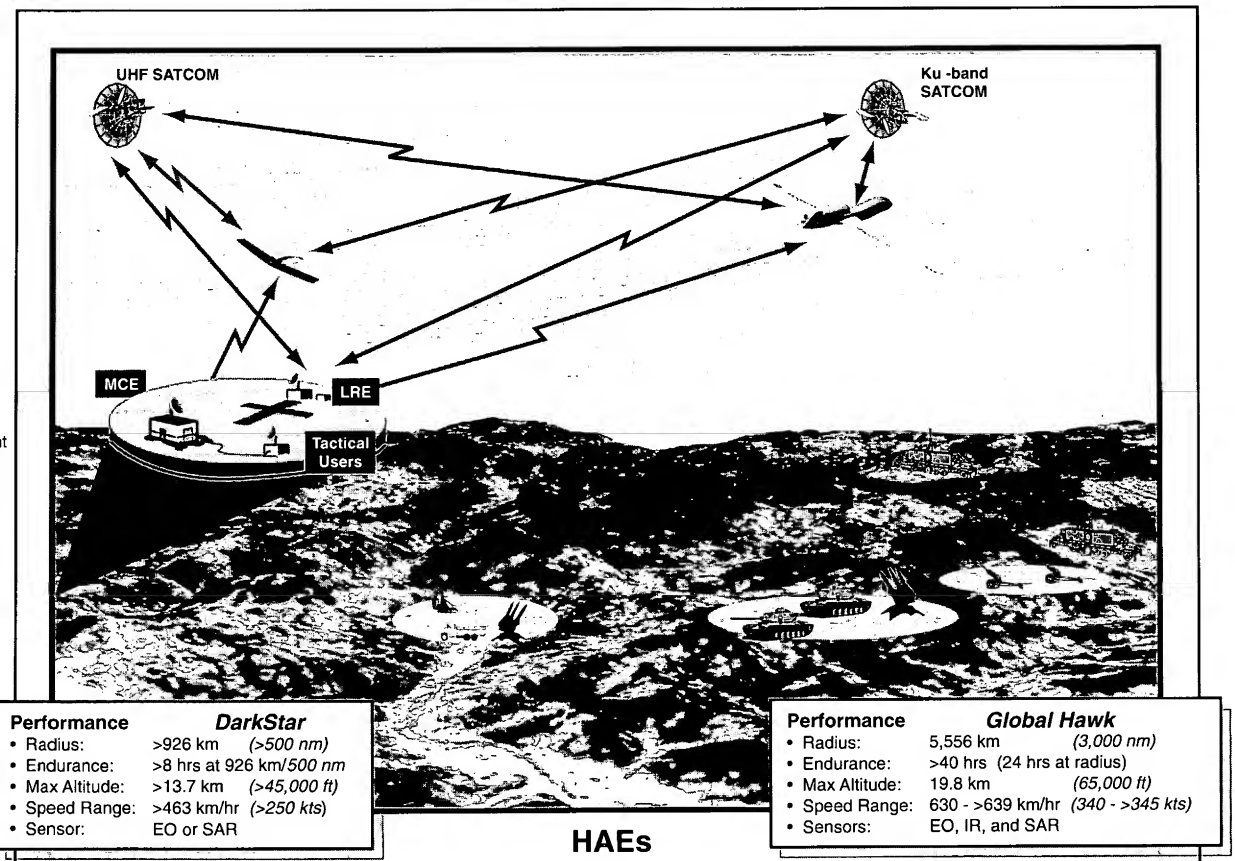 UHF SATCOM
Ku -band
SATCOM
MCE
LRE
Tactical
Users
nt
Performance DarkStar
• Radius: >926 km (>500 nm)
• Endurance: >8 hrs at 926 km/500 nm
• Max Altitude: >13.7 km (>45,000 ft)
• Speed Range: >463 km/hr (>250 kts)
• Sensor: EO or SAR
Performance Global Hawk
• Radius: 5,556 km (3,000 nm)
• Endurance: >40 hrs (24 hrs at radius)
• Max Altitude: 19.8 km (65,000 ft)
• Speed Range: 630 - >639 km/hr (340 - >345 kts)
• Sensors: EO, IR, and SAR
HAEs